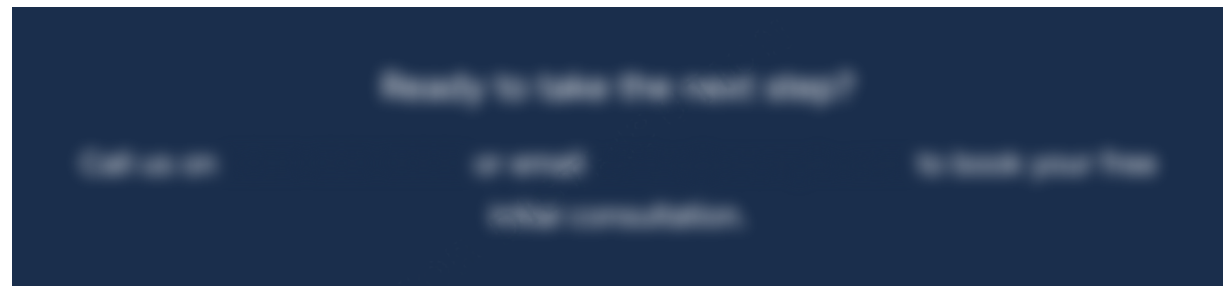 Ready to take the next step?
Call us on or email to book your free
initial consultation.